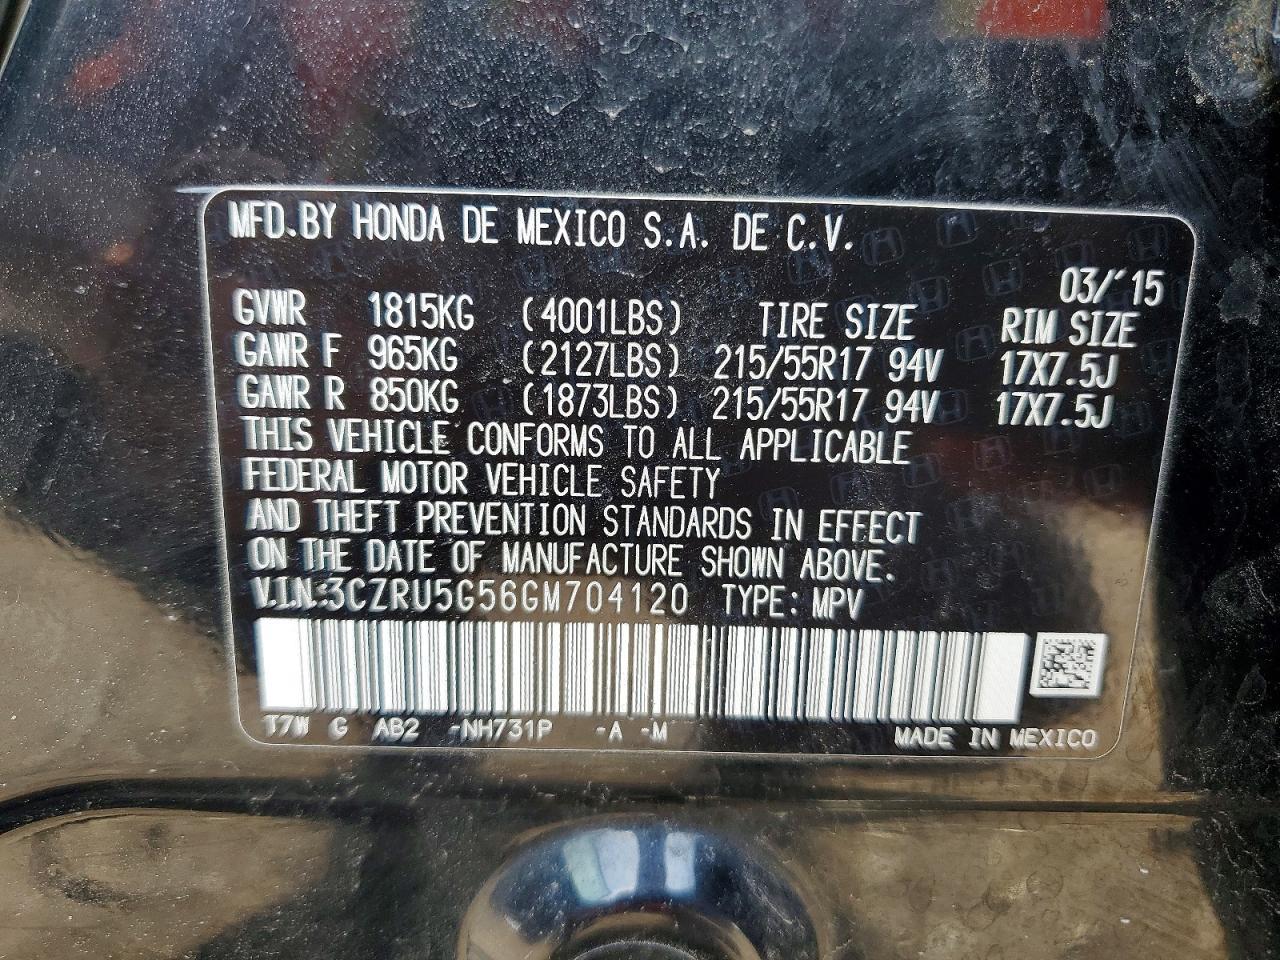 MFD.BY HONDA DE MEXICO S.A. DE C.V.
03/'15
GVWR 1815KG (4001LBS) TIRE SIZE RIM SIZE
GAWR F 965KG (2127LBS) 215/55R17 94V 17X7.5J
GAWR R 850KG (1873LBS) 215/55R17 94V 17X7.5J
THIS VEHICLE CONFORMS TO ALL APPLICABLE
FEDERAL MOTOR VEHICLE SAFETY
AND THEFT PREVENTION STANDARDS IN EFFECT
ON THE DATE OF MANUFACTURE SHOWN ABOVE.
V.I.N.:3CZRU5G56GM704120 TYPE: MPV
T7W G AB2 -NH731P -A -M MADE IN MEXICO